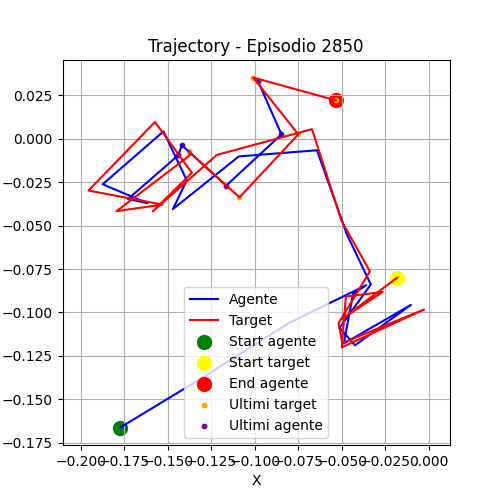 Trajectory - Episodio 2850
0.025
0.000
−0.025
−0.050
−0.075
−0.100
−0.125
−0.150
−0.175
Agente
Target
Start agente
Start target
End agente
Ultimi target
Ultimi agente
−0.200 −0.175 −0.150 −0.125 −0.100 −0.075 −0.050 −0.025 0.000
X